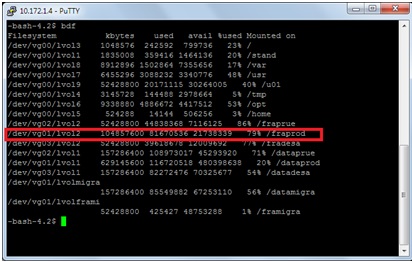 10.172.1.4 - PuTTY
-bash-4.2$ bdf
Filesystem kbytes used avail %used Mounted on
/dev/vg00/lvol3 1048576 242592 799736 23% /
/dev/vg00/lvol1 1835008 359416 1464136 20% /stand
/dev/vg00/lvol8 8912896 1502864 7355656 17% /var
/dev/vg00/lvol7 6455296 3088232 3340776 48% /usr
/dev/vg00/lvol9 52428800 20171115 30264005 40% /u01
/dev/vg00/lvol4 3145728 144488 2978664 5% /tmp
/dev/vg00/lvol6 9338880 4886672 4417512 53% /opt
/dev/vg00/lvol5 524288 14144 506256 3% /home
/dev/vg02/lvol2 52428800 44838368 7116125 86% /fraprue
/dev/vg01/lvol2 104857600 81670536 21738339 79% /fraprod
/dev/vg03/lvol2 52428800 39618678 12009692 77% /fradesa
/dev/vg02/lvol1 157286400 108973017 45293920 71% /dataprue
/dev/vg01/lvol1 629145600 116720518 480398638 20% /dataprod
/dev/vg03/lvol1 157286400 82272476 70325677 54% /datadesa
/dev/vg01/lvolmigra
157286400 85549882 67253110 56% /datamigra
/dev/vg01/lvolframi
52428800 425427 48753288 1% /framigra
-bash-4.2$